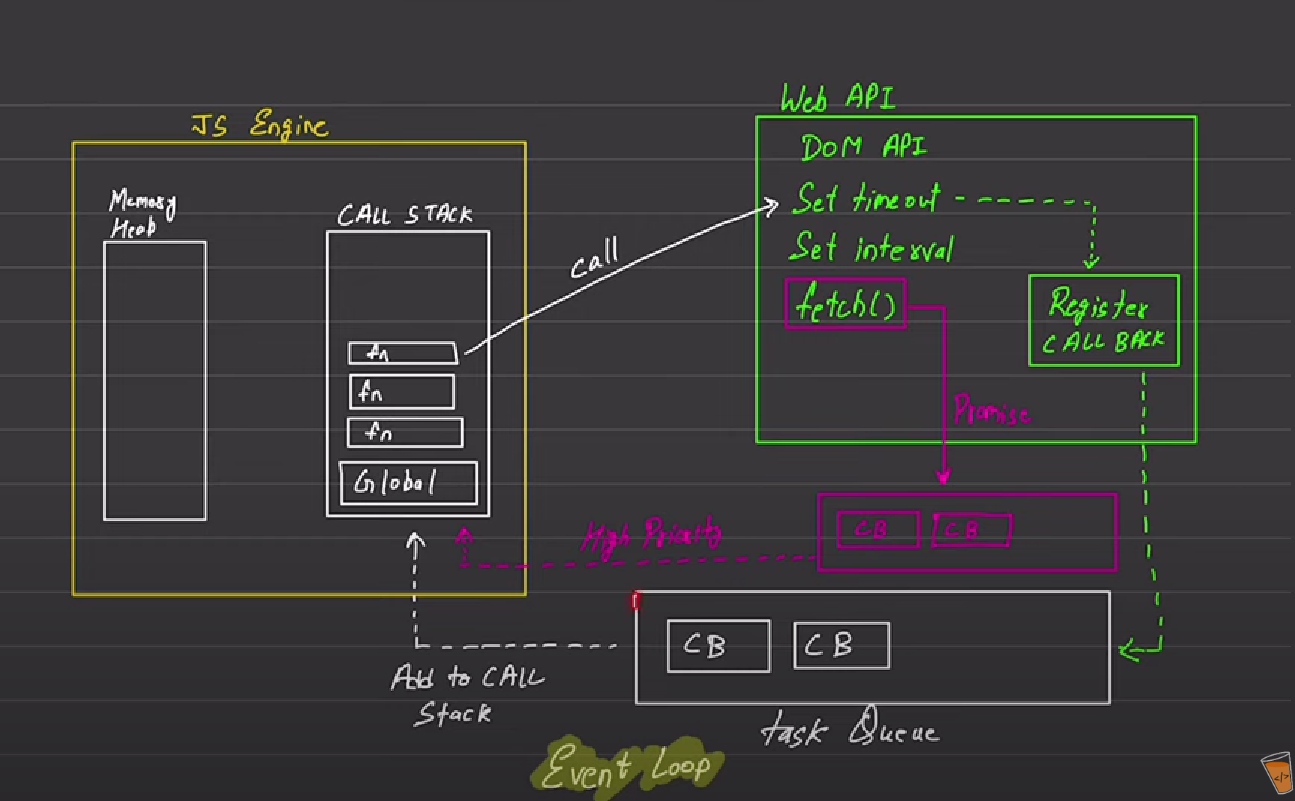 Web API
JS Engine
DOM API
Memory
Heap
CALL STACK
Set timeout
call
Set interval
fetch()
Register
CALL BACK
fn
fn
fn
Promise
Global
High Priority
CB
CB
CB
CB
Add to CALL
Stack
task Queue
Event Loop
</>